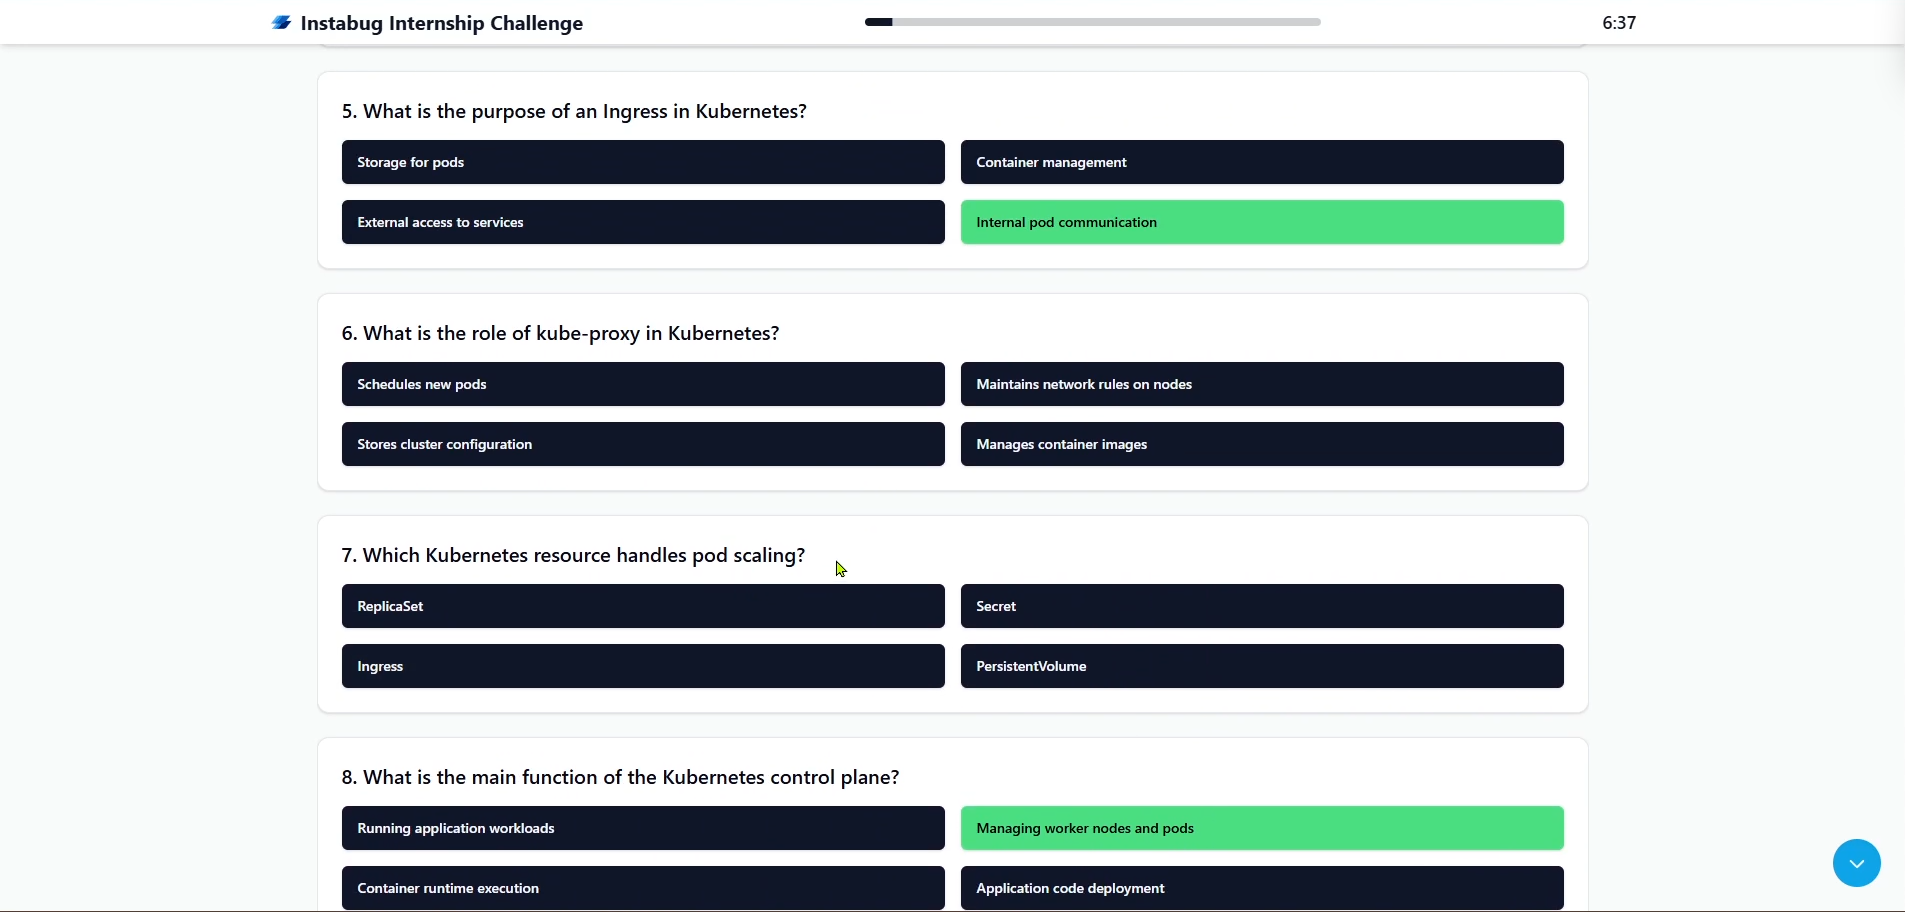 Instabug Internship Challenge
6:37
5. What is the purpose of an Ingress in Kubernetes?
Storage for pods
Container management
External access to services
Internal pod communication
6. What is the role of kube-proxy in Kubernetes?
Schedules new pods
Maintains network rules on nodes
Stores cluster configuration
Manages container images
7. Which Kubernetes resource handles pod scaling?
ReplicaSet
Secret
Ingress
PersistentVolume
8. What is the main function of the Kubernetes control plane?
Running application workloads
Managing worker nodes and pods
Container runtime execution
Application code deployment